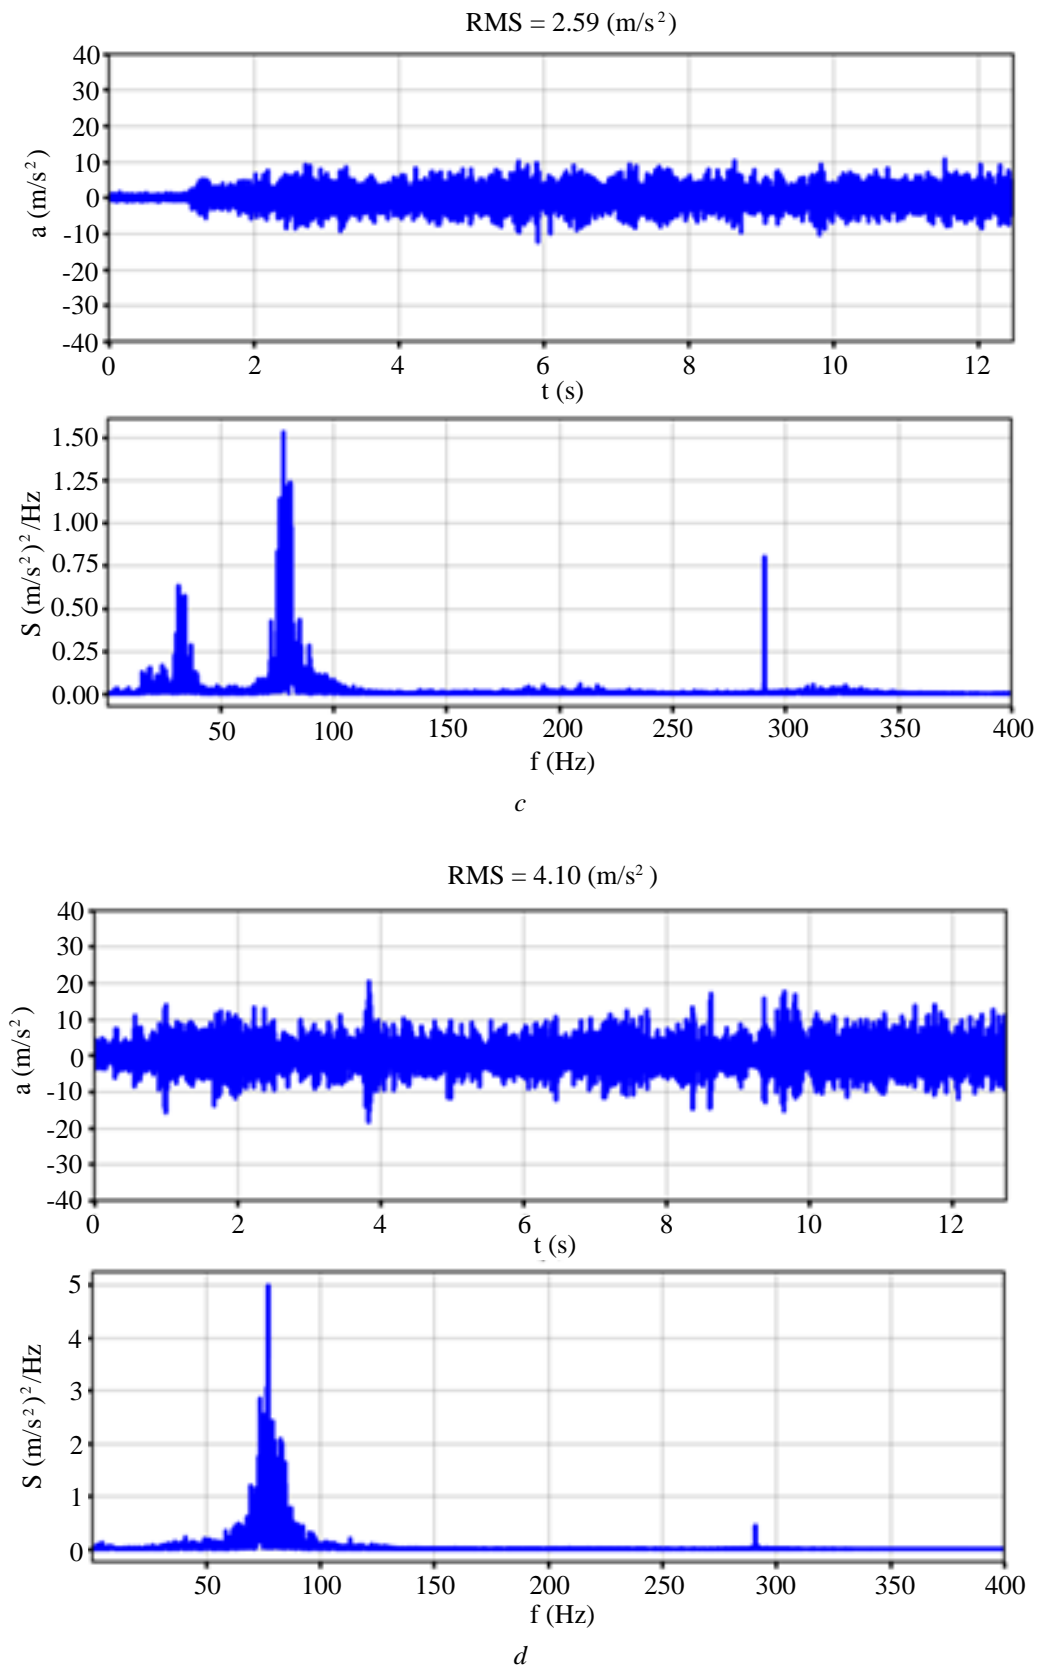 RMS = 2.59 (m/s²)
40
30
20
10
0
-10
-20
-30
-40
a (m/s²)
0 2 4 6 8 10 12
t (s)
1.50
1.25
1.00
0.75
0.50
0.25
0.00
S (m/s²)²/Hz
50 100 150 200 250 300 350 400
f (Hz)
c
RMS = 4.10 (m/s²)
40
30
20
10
0
-10
-20
-30
-40
a (m/s²)
0 2 4 6 8 10 12
t (s)
5
4
3
2
1
0
S (m/s²)²/Hz
50 100 150 200 250 300 350 400
f (Hz)
d